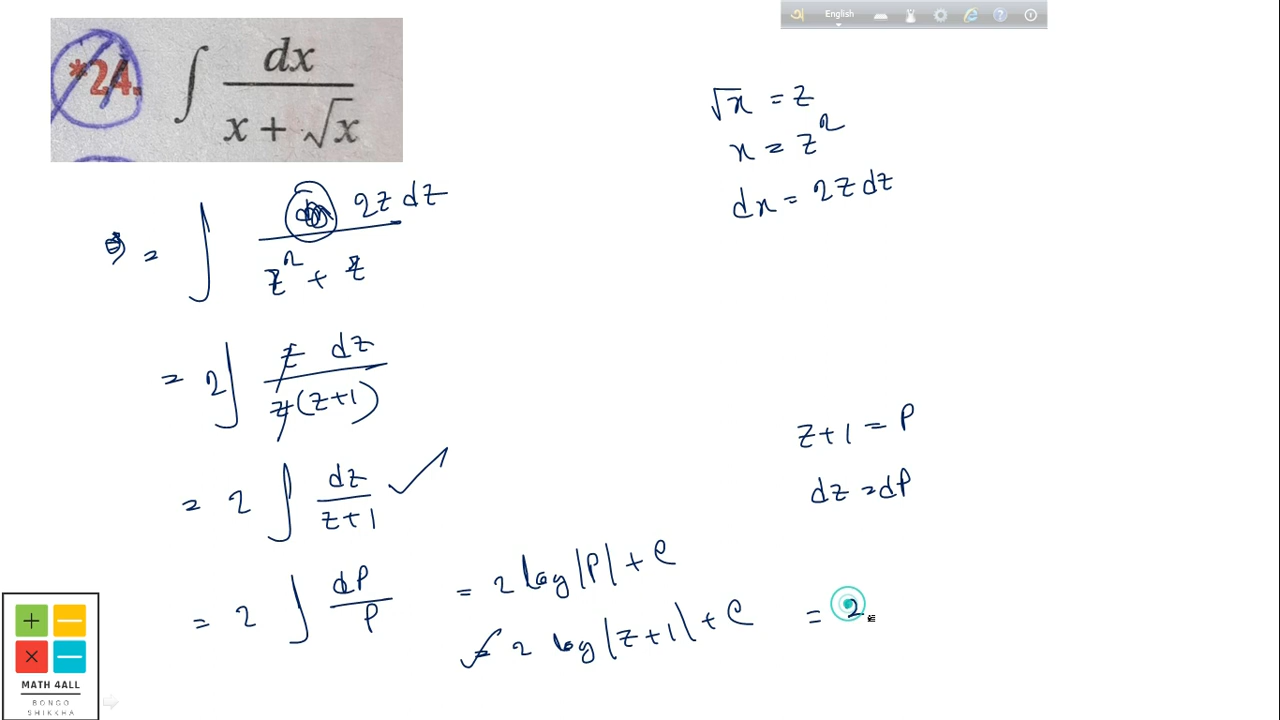 অ English
*24. ∫ dx / (x + √x)
√x = z
x = z²
dx = 2z dz
= ∫ 2z dz / (z² + z)
= 2∫ z dz / z(z+1)
z+1 = P
= 2 ∫ dz / (z+1) ✓
dz = dP
= 2 ∫ dP / P = 2 log|P| + c
= 2 log|z+1| + c = 2
MATH 4ALL
BONGO
SHIKKHA